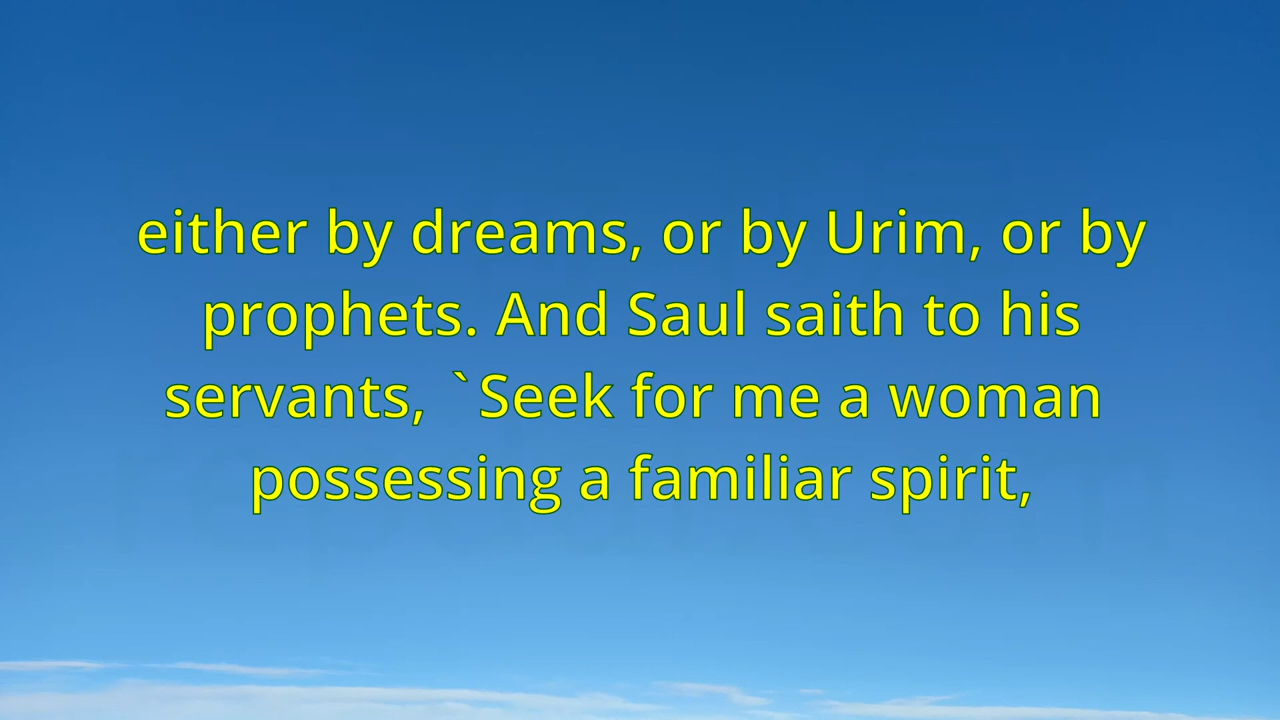 either by dreams, or by Urim, or by
prophets. And Saul saith to his
servants, `Seek for me a woman
possessing a familiar spirit,